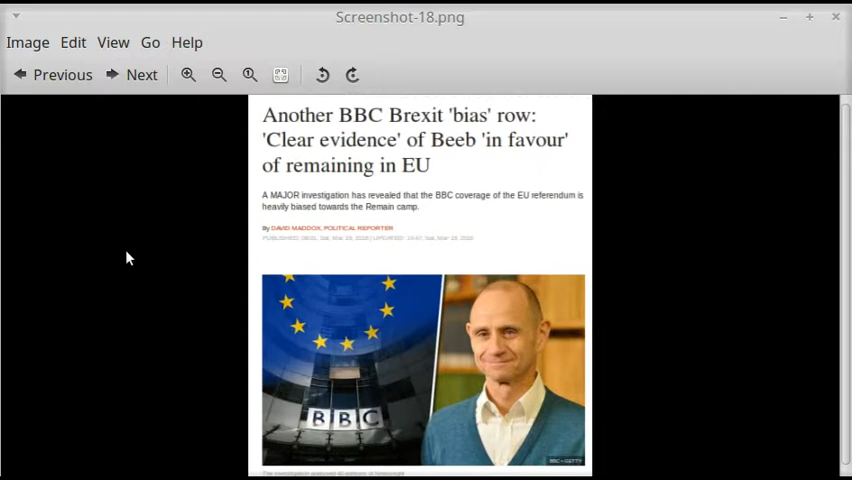 Screenshot-18.png
Image Edit View Go Help
Previous Next
Another BBC Brexit 'bias' row:
'Clear evidence' of Beeb 'in favour'
of remaining in EU
A MAJOR investigation has revealed that the BBC coverage of the EU referendum is
heavily biased towards the Remain camp.
By DAVID MADDOX, POLITICAL REPORTER
BBC
BBC • GETTY